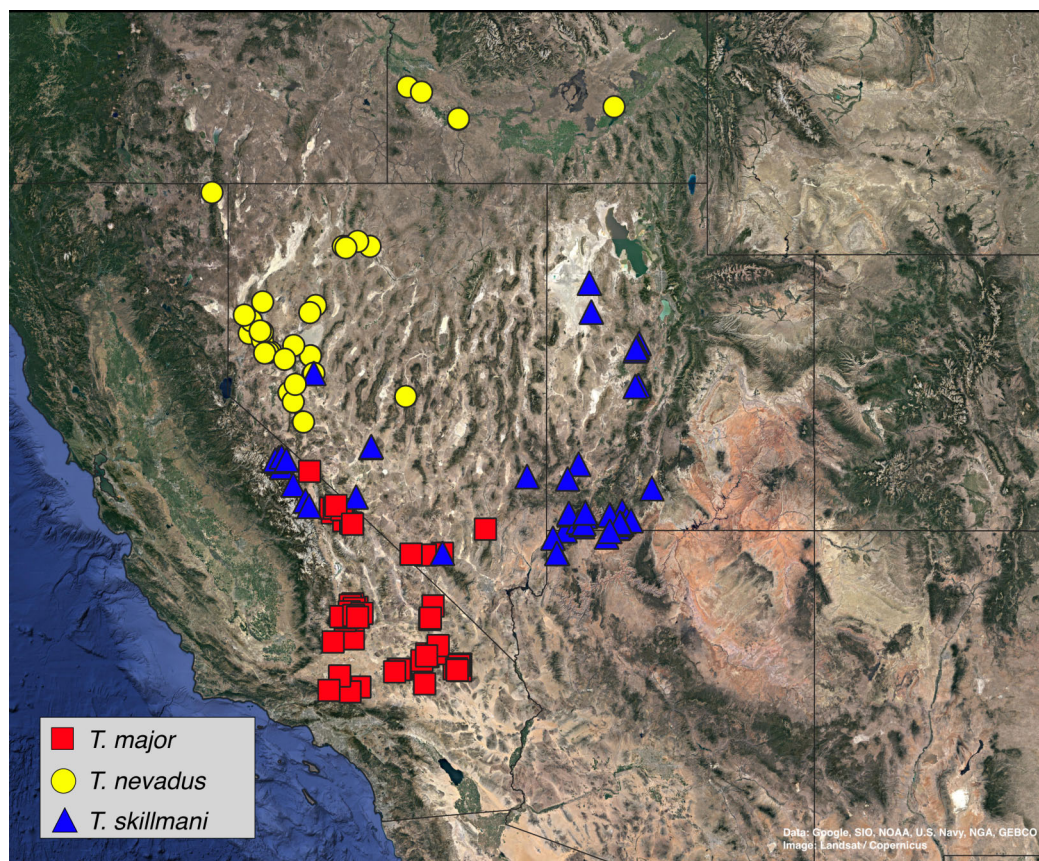 T. major
T. nevadus
T. skillmani
Data: Google, SIO, NOAA, U.S. Navy, NGA, GEBCO
Image: Landsat / Copernicus